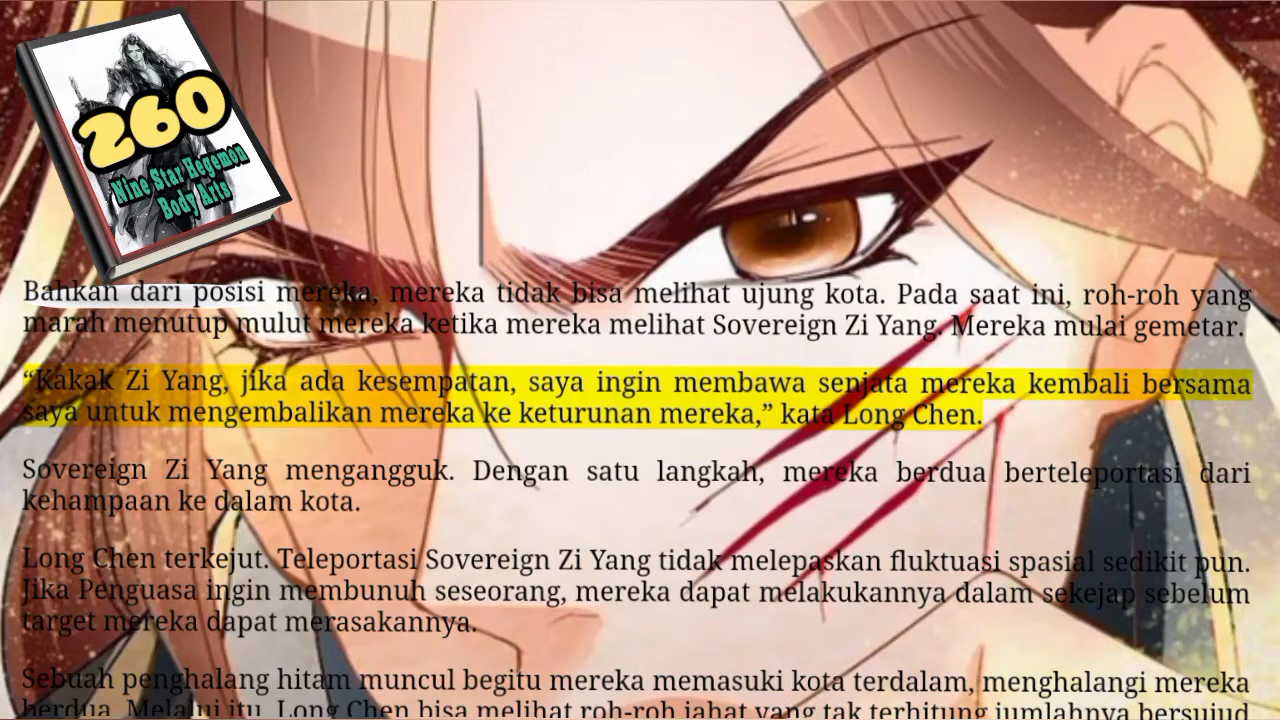 260
Nine Star Hegemon
Body Arts
Bahkan dari posisi mereka, mereka tidak bisa melihat ujung kota. Pada saat ini, roh-roh yang
marah menutup mulut mereka ketika mereka melihat Sovereign Zi Yang. Mereka mulai gemetar.
“Kakak Zi Yang, jika ada kesempatan, saya ingin membawa senjata mereka kembali bersama
saya untuk mengembalikan mereka ke keturunan mereka,” kata Long Chen.
Sovereign Zi Yang mengangguk. Dengan satu langkah, mereka berdua berteleportasi dari
kehampaan ke dalam kota.
Long Chen terkejut. Teleportasi Sovereign Zi Yang tidak melepaskan fluktuasi spasial sedikit pun.
Jika Penguasa ingin membunuh seseorang, mereka dapat melakukannya dalam sekejap sebelum
target mereka dapat merasakannya.
Sebuah penghalang hitam muncul begitu mereka memasuki kota terdalam, menghalangi mereka
berdua. Melalui itu, Long Chen bisa melihat roh-roh jahat yang tak terhitung jumlahnya bersujud